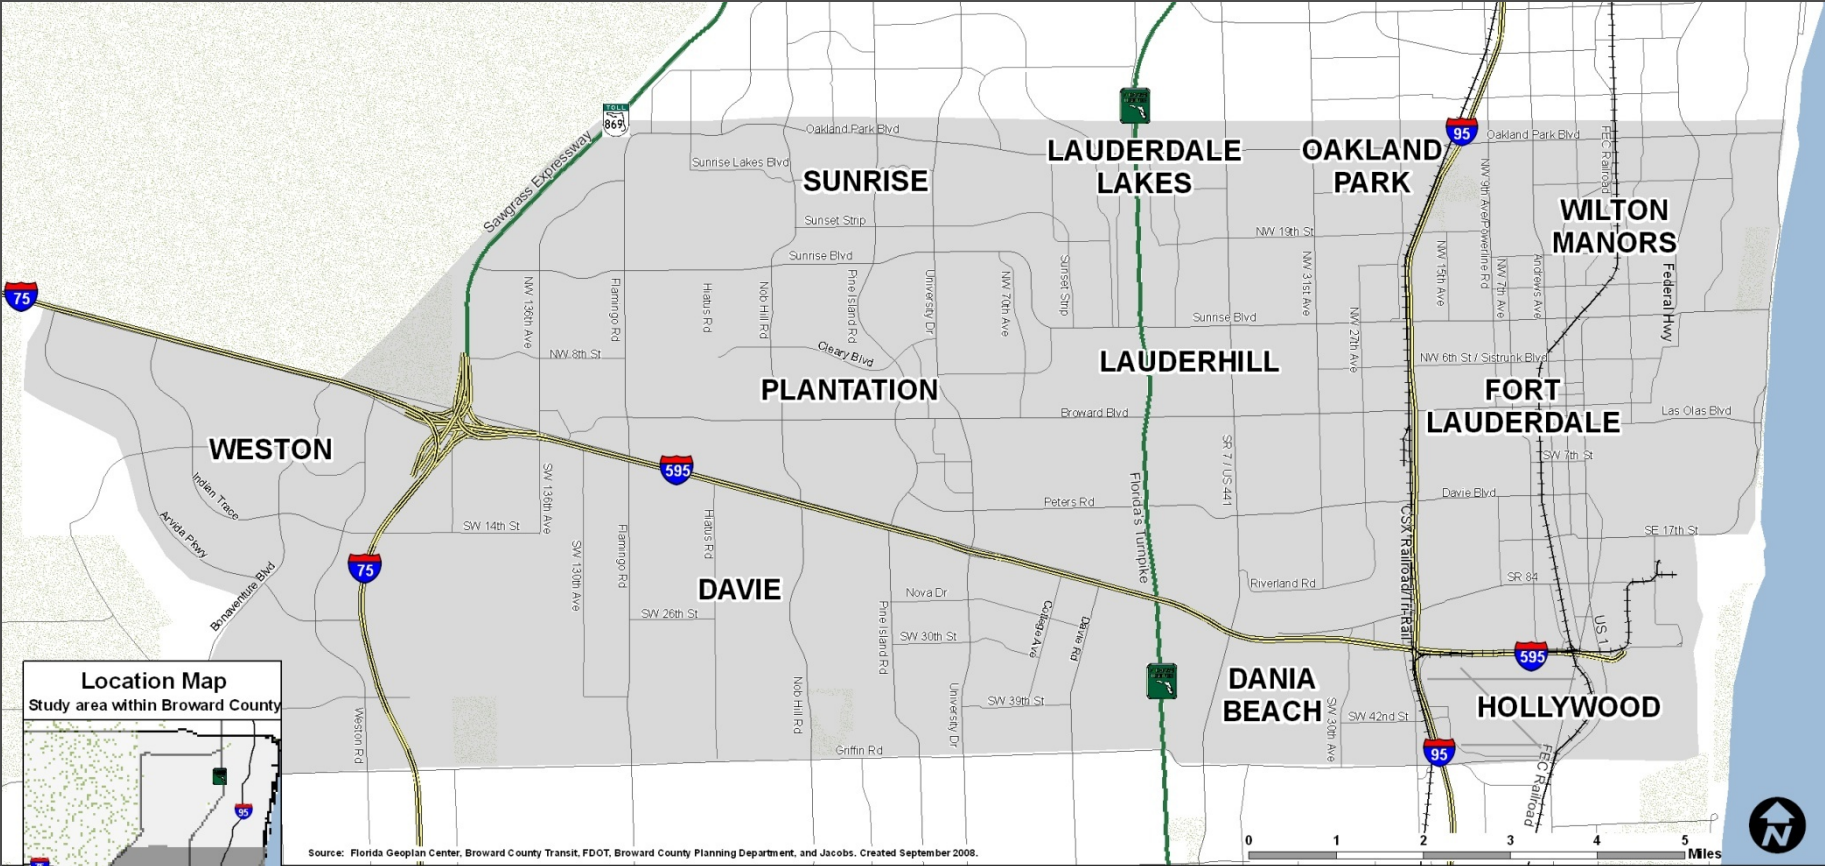 TOLL
869
Sawgrass Expressway
Oakland Park Blvd
Sunrise Lakes Blvd
SUNRISE
Sunset Strip
Sunrise Blvd
LAUDERDALE
LAKES
OAKLAND
PARK
95
Oakland Park Blvd
FEC Railroad
NW 9th Ave/Powerline Rd
WILTON
MANORS
NW 19th St
75
NW 136th Ave
Flamingo Rd
Hiatus Rd
Nob Hill Rd
Pine Island Rd
University Dr
NW 70th Ave
Sunset Strip
NW 31st Ave
NW 15th Ave
NW 7th Ave
Andrews Ave
Federal Hwy
Sunrise Blvd
NW 27th Ave
NW 8th St
Cleary Blvd
LAUDERHILL
NW 6th St / Sistrunk Blvd
PLANTATION
FORT
LAUDERDALE
Broward Blvd
Las Olas Blvd
WESTON
595
SR 7 / US 441
SW 7th St
Indian Trace
Arvida Pkwy
Bonaventure Blvd
SW 14th St
SW 136th Ave
SW 130th Ave
Flamingo Rd
Hiatus Rd
Peters Rd
Florida's Turnpike
Davie Blvd
CSX Railroad/Tri-Rail
SE 17th St
75
DAVIE
SW 26th St
Nova Dr
Pine Island Rd
SW 30th St
College Ave
Davie Rd
Riverland Rd
SR 84
US 1
595
DANIA
BEACH
HOLLYWOOD
Weston Rd
Nob Hill Rd
University Dr
SW 39th St
SW 30th Ave
SW 42nd St
Griffin Rd
95
FEC Railroad
Location Map
Study area within Broward County
95
Source: Florida Geoplan Center, Broward County Transit, FDOT, Broward County Planning Department, and Jacobs. Created September 2008.
0 1 2 3 4 5
Miles
N